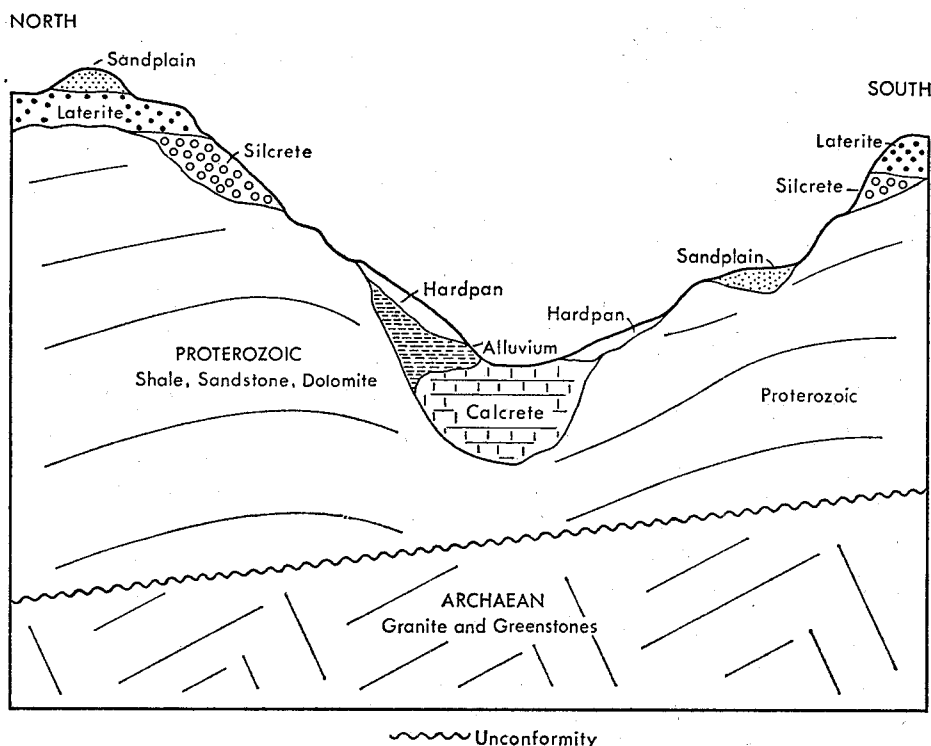 NORTH
Sandplain
SOUTH
Laterite
Laterite
Silcrete
Silcrete
Sandplain
Hardpan
Hardpan
Alluvium
PROTEROZOIC
Shale, Sandstone, Dolomite
Calcrete
Proterozoic
ARCHAEAN
Granite and Greenstones
Unconformity